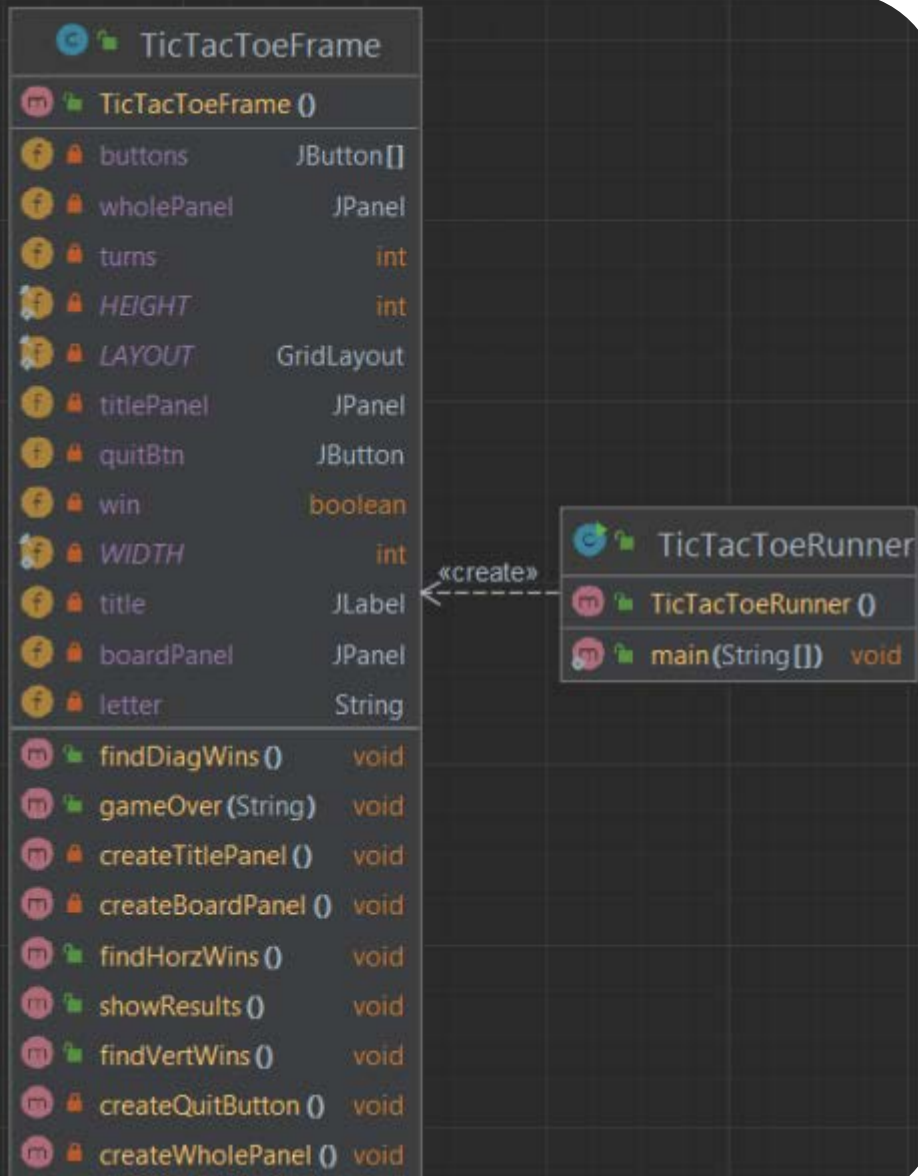 TicTacToeFrame
TicTacToeFrame()
buttons JButton[]
wholePanel JPanel
turns int
HEIGHT int
LAYOUT GridLayout
titlePanel JPanel
quitBtn JButton
win boolean
WIDTH int
title JLabel
boardPanel JPanel
letter String
findDiagWins() void
gameOver(String) void
createTitlePanel() void
createBoardPanel() void
findHorzWins() void
showResults() void
findVertWins() void
createQuitButton() void
createWholePanel() void
«create»
TicTacToeRunner
TicTacToeRunner()
main(String[]) void